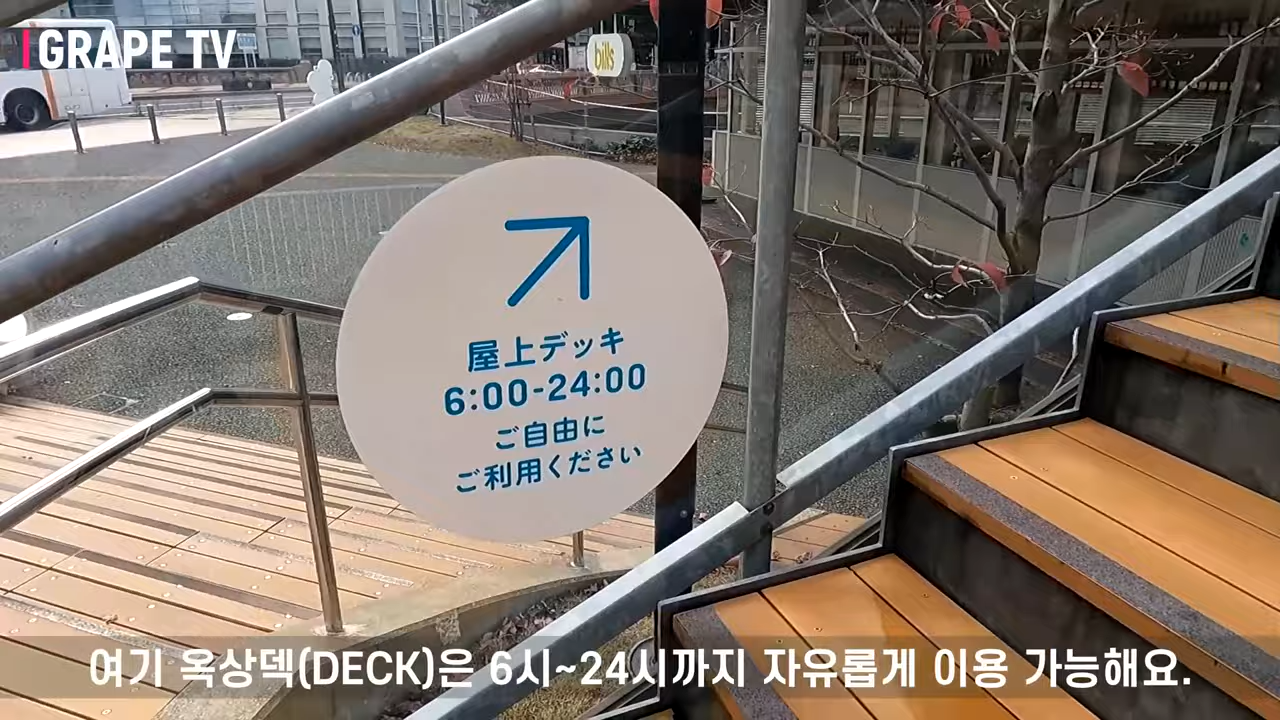 GRAPE TV
bills
屋上デッキ
6:00-24:00
ご自由に
ご利用ください
여기 옥상덱(DECK)은 6시~24시까지 자유롭게 이용 가능해요.